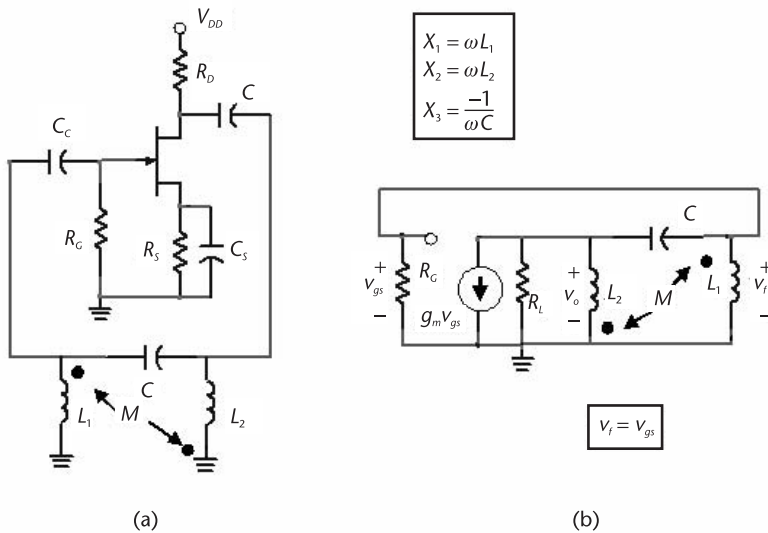 V_DD
R_D
C
C_C
R_G
R_S
C_S
C
L_1
M
L_2
(a)
X_1 = ωL_1
X_2 = ωL_2
X_3 = −1/ωC
C
+
v_gs
−
R_G
g_m v_gs
R_L
+
v_o
−
L_2
M
L_1
+
v_f
−
v_f = v_gs
(b)